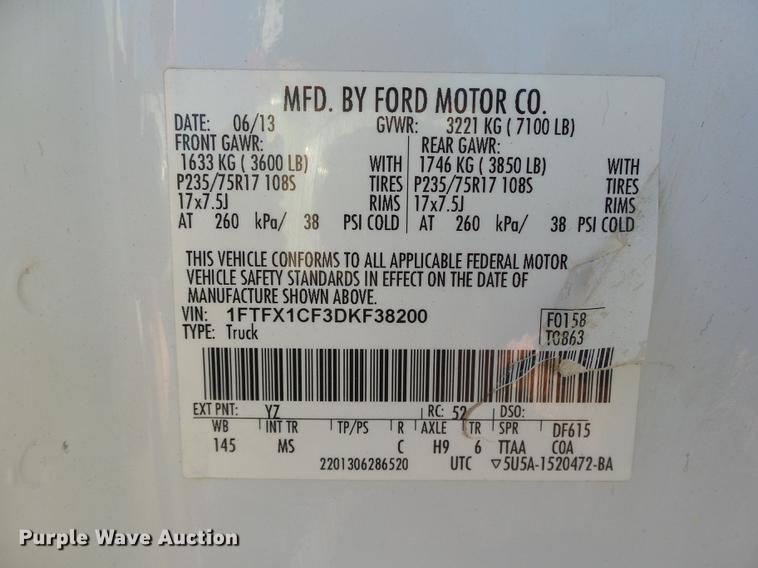 MFD. BY FORD MOTOR CO.
DATE: 06/13 GVWR: 3221 KG ( 7100 LB)
FRONT GAWR: REAR GAWR:
1633 KG ( 3600 LB) WITH 1746 KG ( 3850 LB) WITH
P235/75R17 108S TIRES P235/75R17 108S TIRES
17x7.5J RIMS 17x7.5J RIMS
AT 260 kPa/ 38 PSI COLD AT 260 kPa/ 38 PSI COLD
THIS VEHICLE CONFORMS TO ALL APPLICABLE FEDERAL MOTOR
VEHICLE SAFETY STANDARDS IN EFFECT ON THE DATE OF
MANUFACTURE SHOWN ABOVE.
VIN: 1FTFX1CF3DKF38200 F0158
TYPE: Truck T0863
EXT PNT: YZ RC: 52 DSO:
WB INT TR TP/PS R AXLE TR SPR DF615
145 MS C H9 6 TTAA COA
2201306286520 UTC ▽5U5A-1520472-BA
Purple Wave Auction